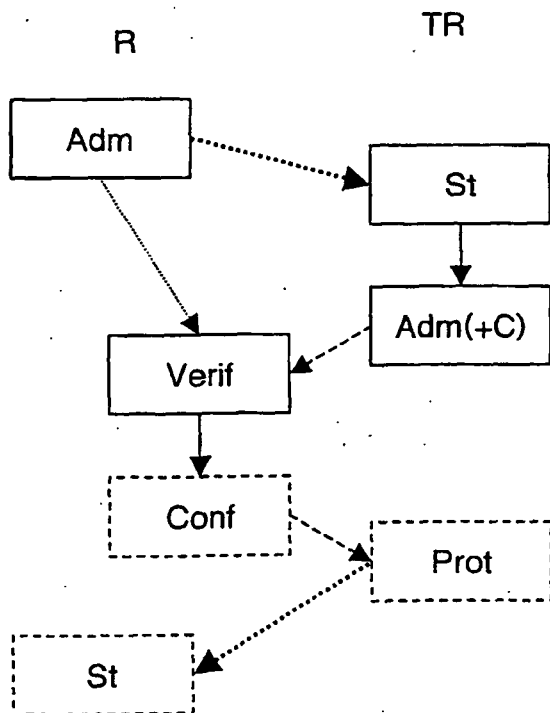 R
TR
Adm
St
Adm(+C)
Verif
Conf
Prot
St